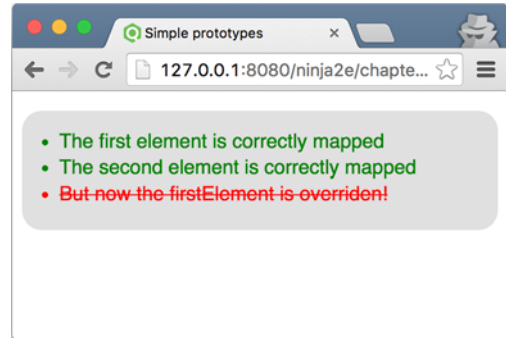 Simple prototypes
127.0.0.1:8080/ninja2e/chapte...
The first element is correctly mapped
The second element is correctly mapped
But now the firstElement is overriden!